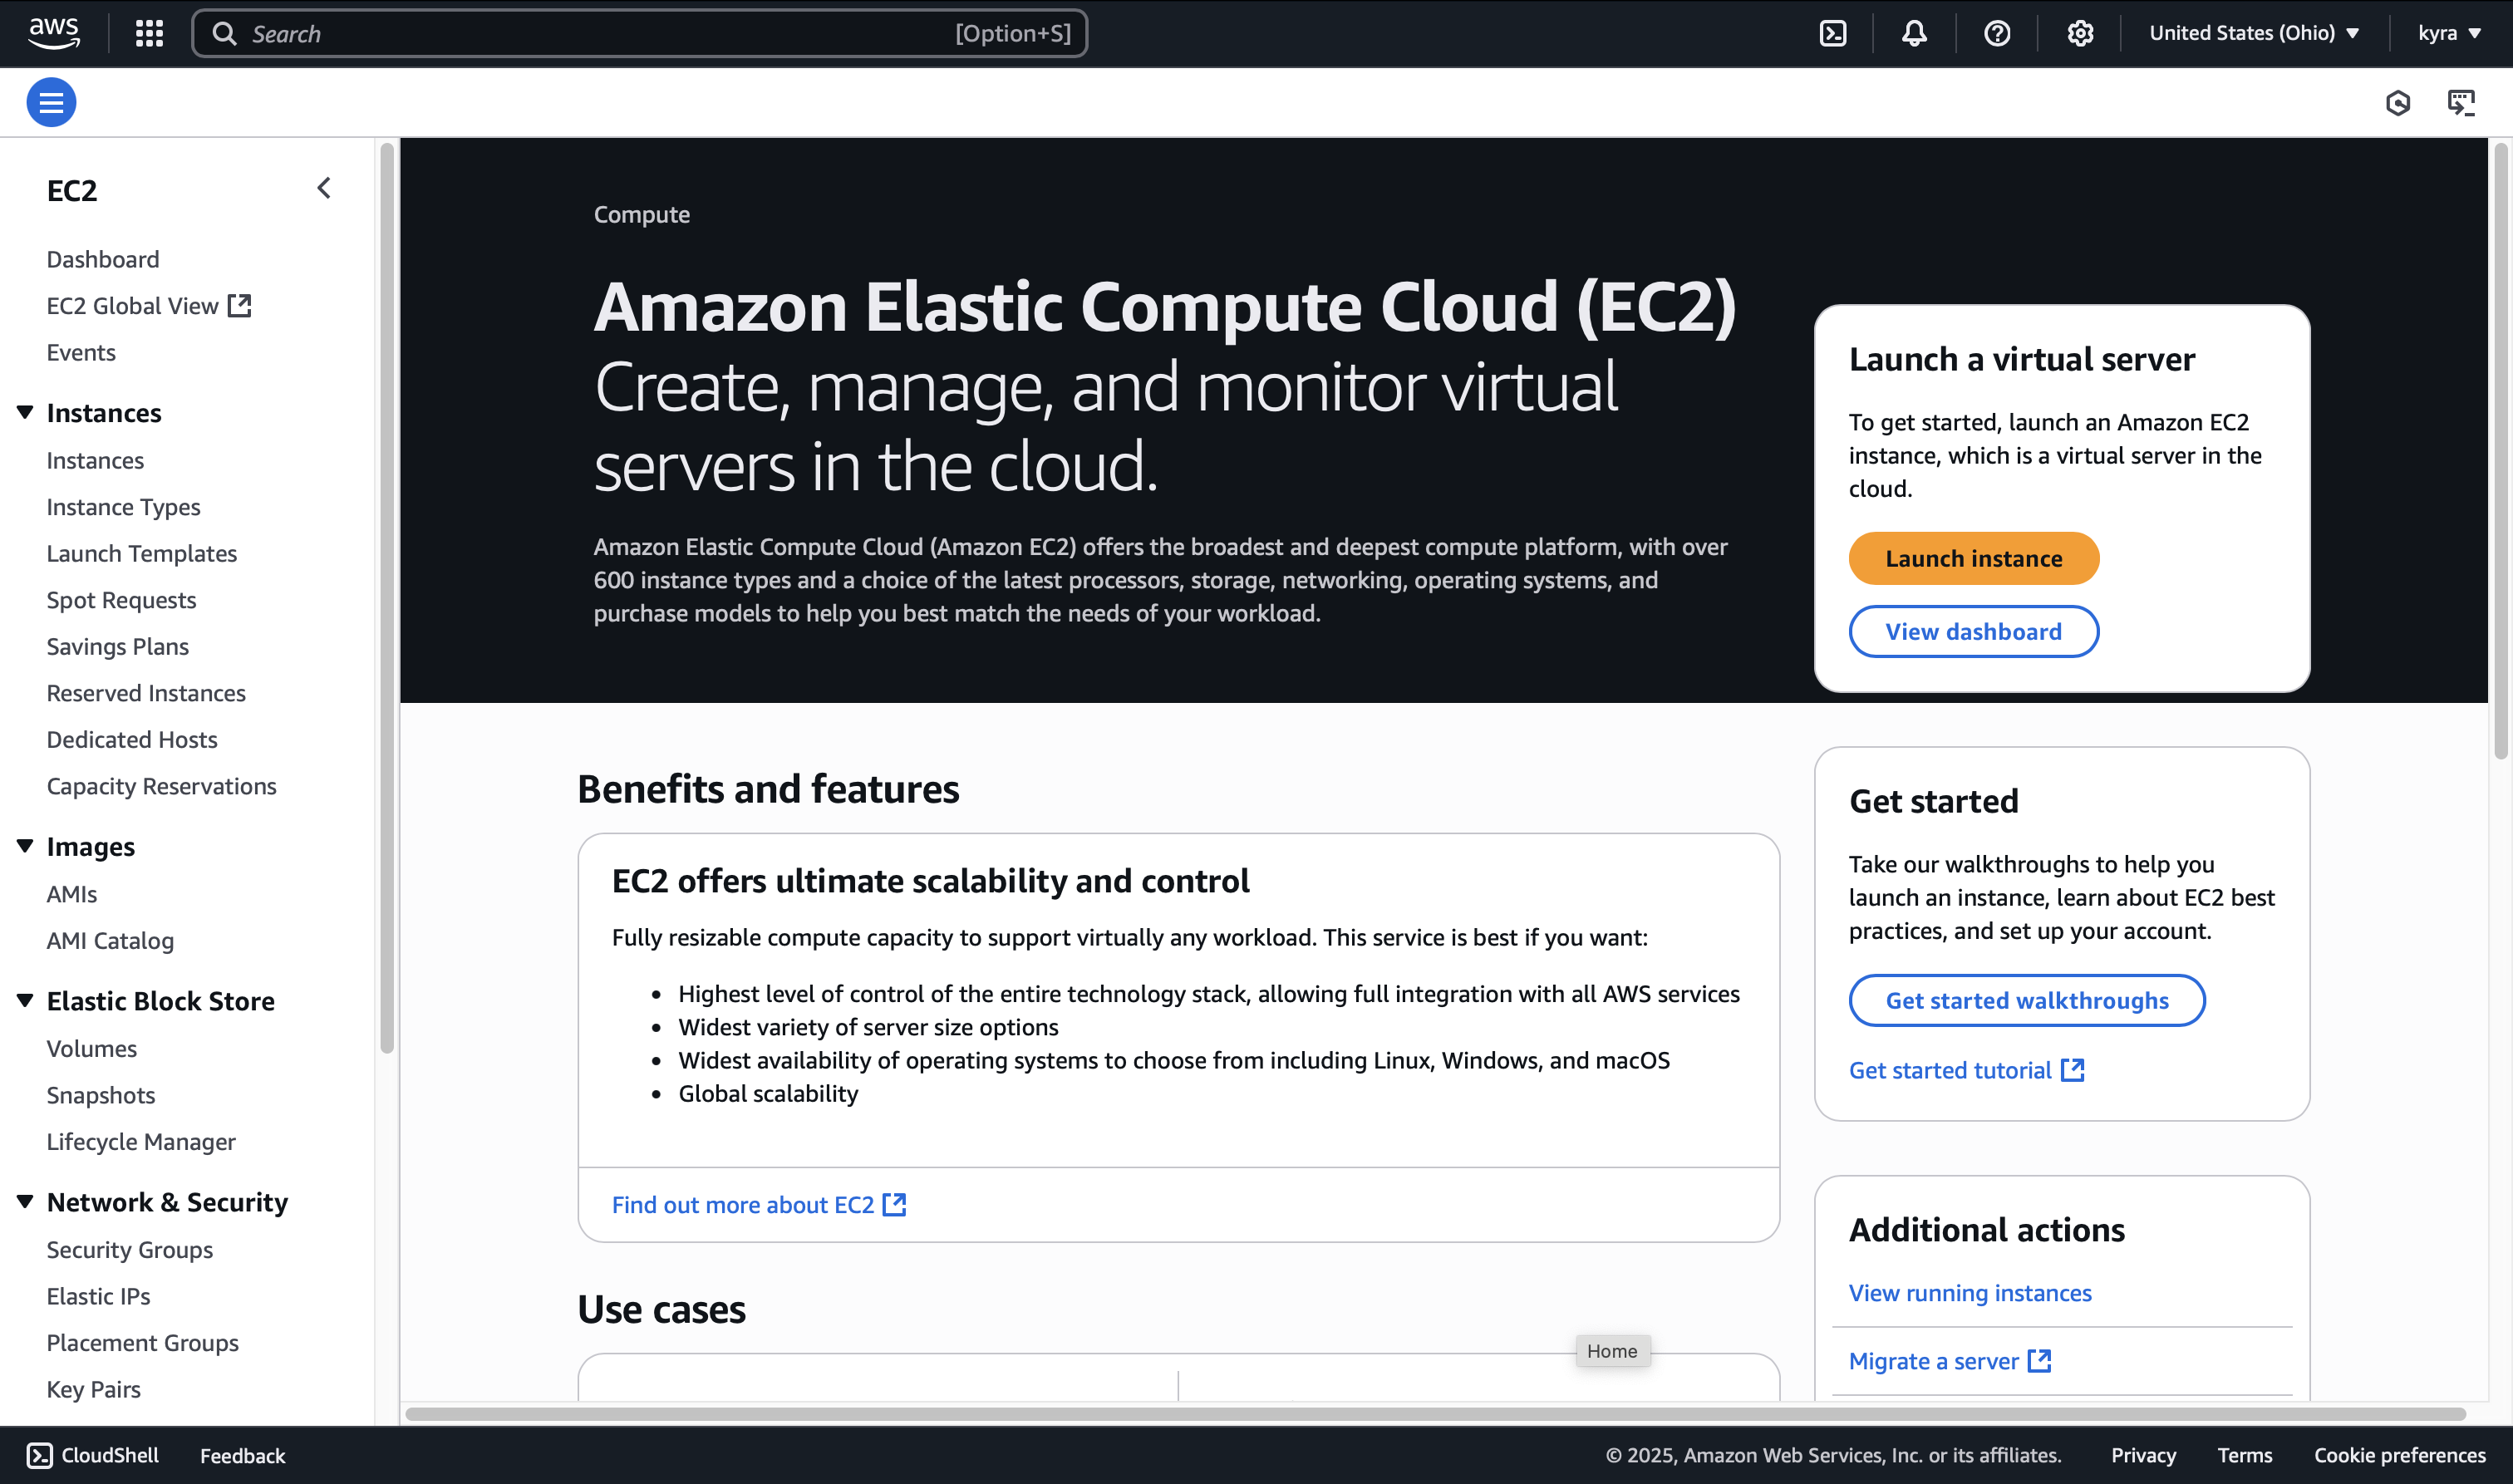 aws
Search
[Option+S]
United States (Ohio)
kyra
EC2
Dashboard
EC2 Global View
Events
Instances
Instances
Instance Types
Launch Templates
Spot Requests
Savings Plans
Reserved Instances
Dedicated Hosts
Capacity Reservations
Images
AMIs
AMI Catalog
Elastic Block Store
Volumes
Snapshots
Lifecycle Manager
Network & Security
Security Groups
Elastic IPs
Placement Groups
Key Pairs
Compute
Amazon Elastic Compute Cloud (EC2)
Create, manage, and monitor virtual
servers in the cloud.
Amazon Elastic Compute Cloud (Amazon EC2) offers the broadest and deepest compute platform, with over
600 instance types and a choice of the latest processors, storage, networking, operating systems, and
purchase models to help you best match the needs of your workload.
Launch a virtual server
To get started, launch an Amazon EC2
instance, which is a virtual server in the
cloud.
Launch instance
View dashboard
Benefits and features
EC2 offers ultimate scalability and control
Fully resizable compute capacity to support virtually any workload. This service is best if you want:
• Highest level of control of the entire technology stack, allowing full integration with all AWS services
• Widest variety of server size options
• Widest availability of operating systems to choose from including Linux, Windows, and macOS
• Global scalability
Find out more about EC2
Use cases
Home
Get started
Take our walkthroughs to help you
launch an instance, learn about EC2 best
practices, and set up your account.
Get started walkthroughs
Get started tutorial
Additional actions
View running instances
Migrate a server
CloudShell
Feedback
© 2025, Amazon Web Services, Inc. or its affiliates.
Privacy
Terms
Cookie preferences